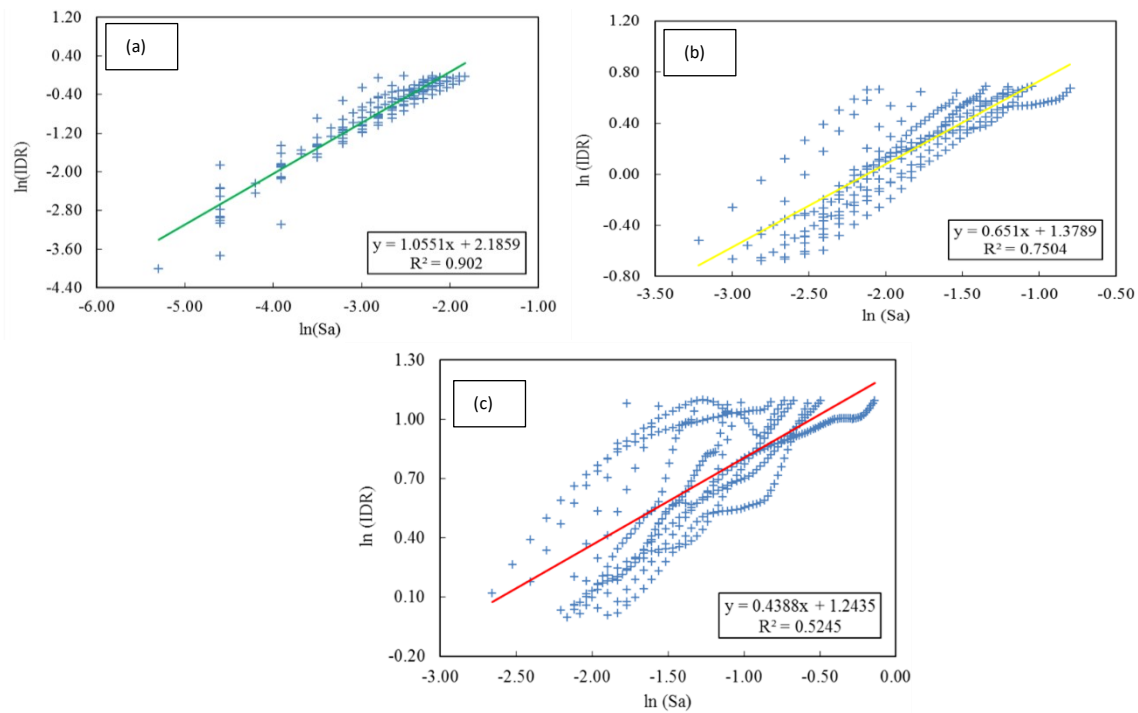 (a)
1.20
0.40
-0.40
-1.20
-2.00
-2.80
-3.60
-4.40
ln(IDR)
y = 1.0551x + 2.1859
R² = 0.902
-6.00 -5.00 -4.00 -3.00 -2.00 -1.00
ln(Sa)
(b)
1.20
0.80
0.40
0.00
-0.40
-0.80
ln (IDR)
y = 0.651x + 1.3789
R² = 0.7504
-3.50 -3.00 -2.50 -2.00 -1.50 -1.00 -0.50
ln (Sa)
(c)
1.30
1.00
0.70
0.40
0.10
-0.20
ln (IDR)
y = 0.4388x + 1.2435
R² = 0.5245
-3.00 -2.50 -2.00 -1.50 -1.00 -0.50 0.00
ln (Sa)